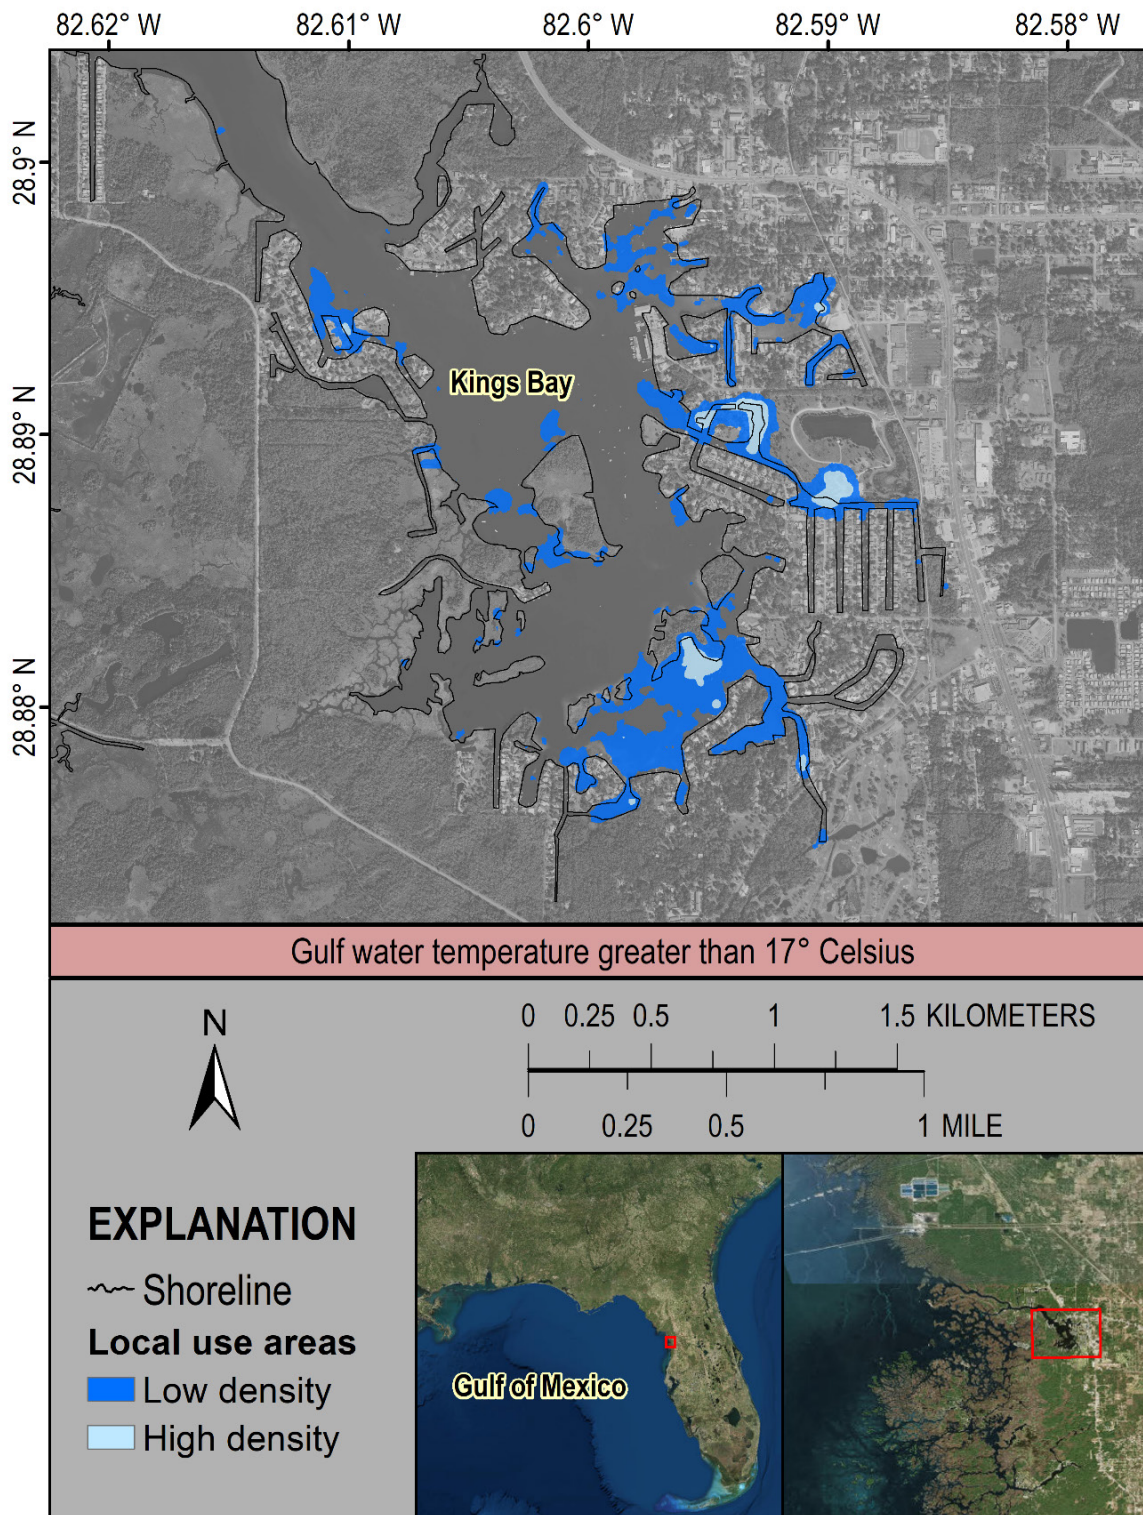 82.62° W 82.61° W 82.6° W 82.59° W 82.58° W
28.9° N
Kings Bay
28.89° N
28.88° N
Gulf water temperature greater than 17° Celsius
N
0 0.25 0.5 1 1.5 KILOMETERS
0 0.25 0.5 1 MILE
EXPLANATION
Shoreline
Local use areas
Low density
High density
Gulf of Mexico